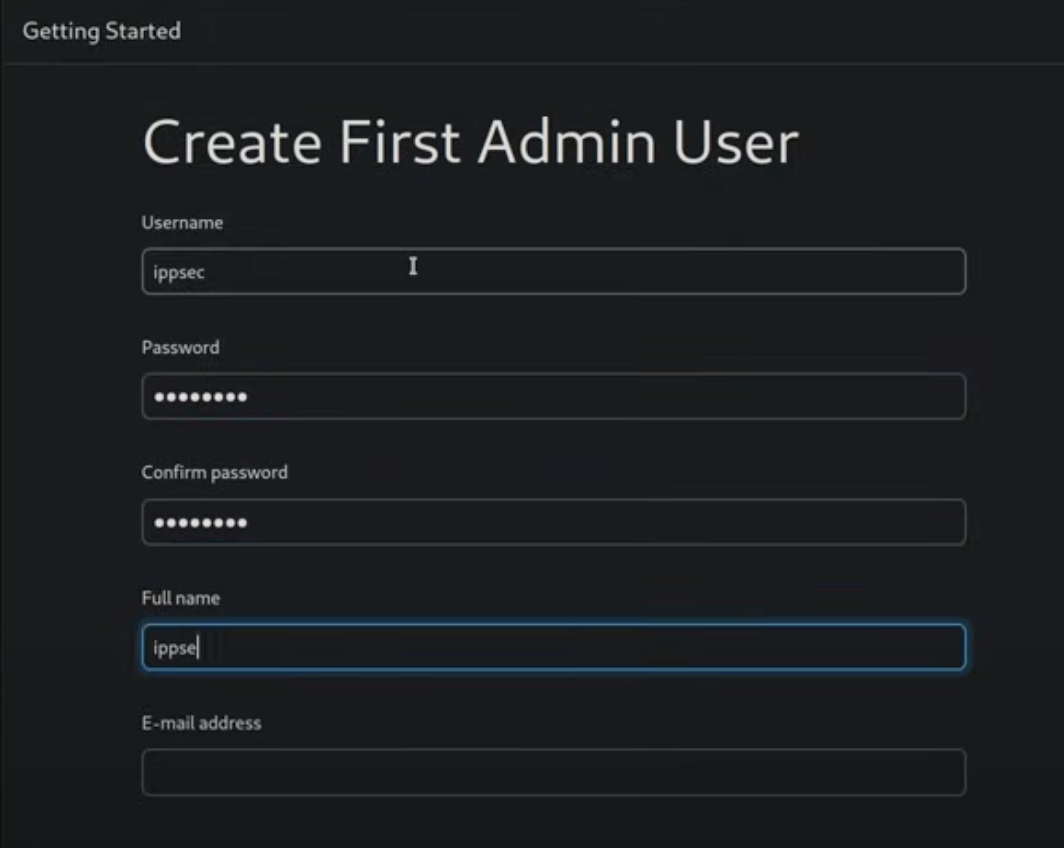 Getting Started
Create First Admin User
Username
ippsec
Password
••••••••
Confirm password
••••••••
Full name
ippse
E-mail address